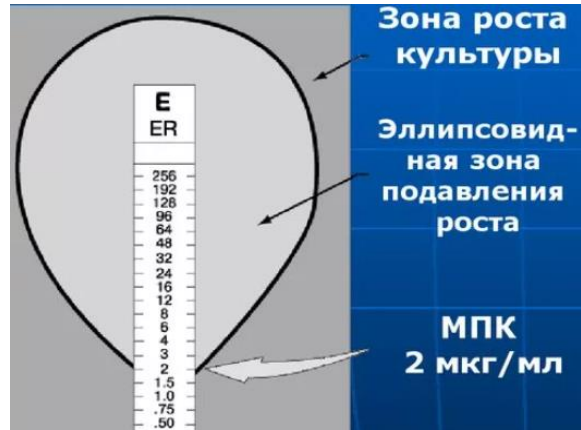 Зона роста
культуры
E
ER
Эллипсовид-
ная зона
подавления
роста
256
192
128
96
64
48
32
24
16
12
8
6
4
3
2
1.5
1.0
.75
.50
МПК
2 мкг/мл